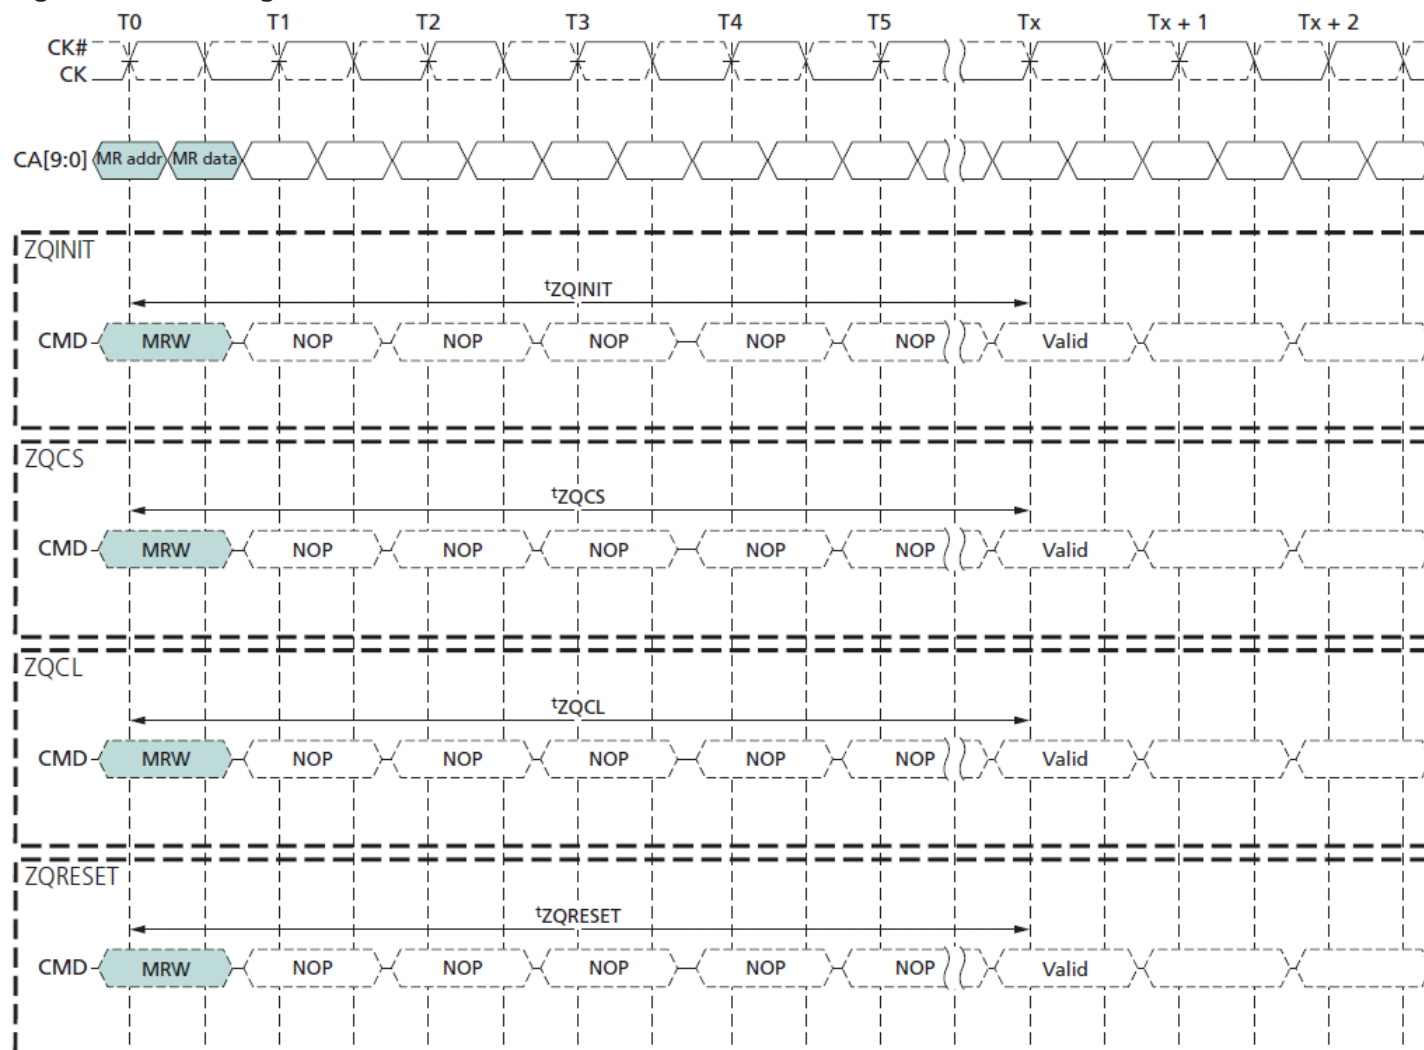 T0 T1 T2 T3 T4 T5 Tx Tx + 1 Tx + 2
CK#
CK
CA[9:0] MR addr MR data
ZQINIT
tZQINIT
CMD MRW NOP NOP NOP NOP NOP Valid
ZQCS
tZQCS
CMD MRW NOP NOP NOP NOP NOP Valid
ZQCL
tZQCL
CMD MRW NOP NOP NOP NOP NOP Valid
ZQRESET
tZQRESET
CMD MRW NOP NOP NOP NOP NOP Valid